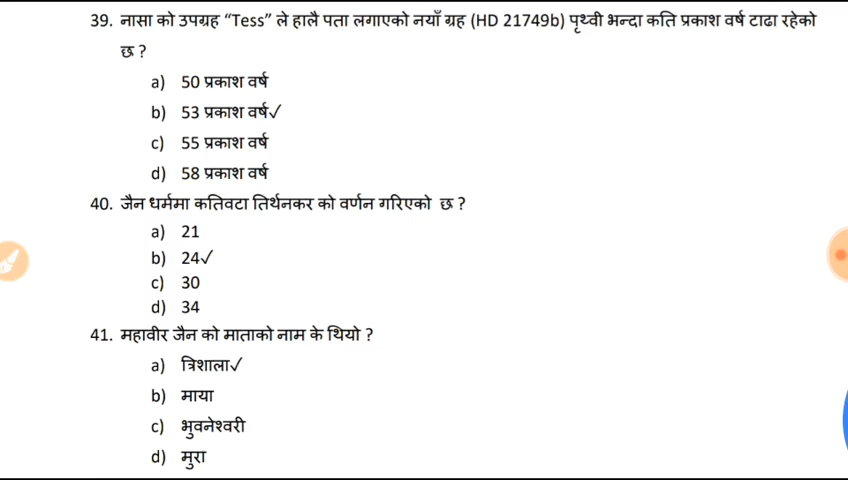 39. नासा को उपग्रह “Tess” ले हालै पता लगाएको नयाँ ग्रह (HD 21749b) पृथ्वी भन्दा कति प्रकाश वर्ष टाढा रहेको
छ ?
a) 50 प्रकाश वर्ष
b) 53 प्रकाश वर्ष✓
c) 55 प्रकाश वर्ष
d) 58 प्रकाश वर्ष
40. जैन धर्ममा कतिवटा तिर्थनकर को वर्णन गरिएको छ ?
a) 21
b) 24✓
c) 30
d) 34
41. महावीर जैन को माताको नाम के थियो ?
a) त्रिशाला✓
b) माया
c) भुवनेश्वरी
d) मुरा